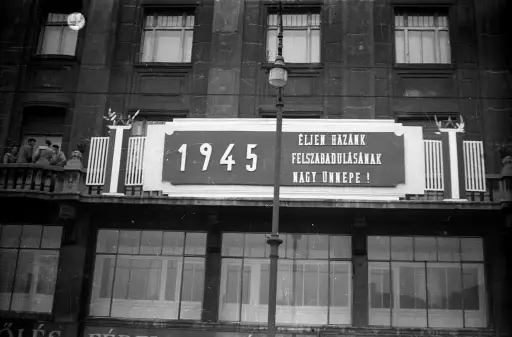 1945
ÉLJEN HAZÁNK
FELSZABADULÁSÁNAK
NAGY ÜNNEPE !